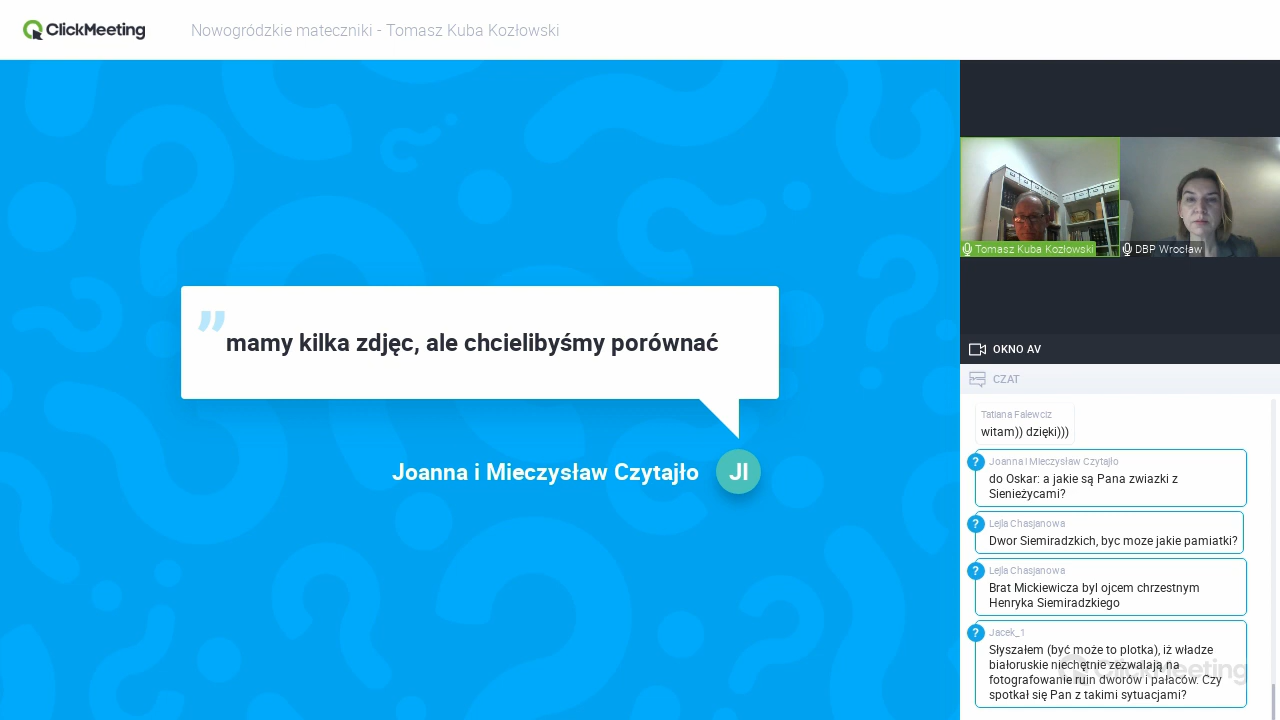 ClickMeeting
Nowogródzkie mateczniki - Tomasz Kuba Kozłowski
mamy kilka zdjęc, ale chcielibyśmy porównać
Joanna i Mieczysław Czytajło
JI
Tomasz Kuba Kozłowski
DBP Wrocław
OKNO AV
CZAT
Tatiana Falewciz
witam)) dzięki)))
?
Joanna i Mieczysław Czytajło
do Oskar: a jakie są Pana zwiazki z
Sienieżycami?
?
Lejla Chasjanowa
Dwor Siemiradzkich, byc moze jakie pamiatki?
?
Lejla Chasjanowa
Brat Mickiewicza byl ojcem chrzestnym
Henryka Siemiradzkiego
?
Jacek_1
Słyszałem (być może to plotka), iż władze
białoruskie niechętnie zezwalają na
fotografowanie ruin dworów i pałaców. Czy
spotkał się Pan z takimi sytuacjami?
ClickMeeting